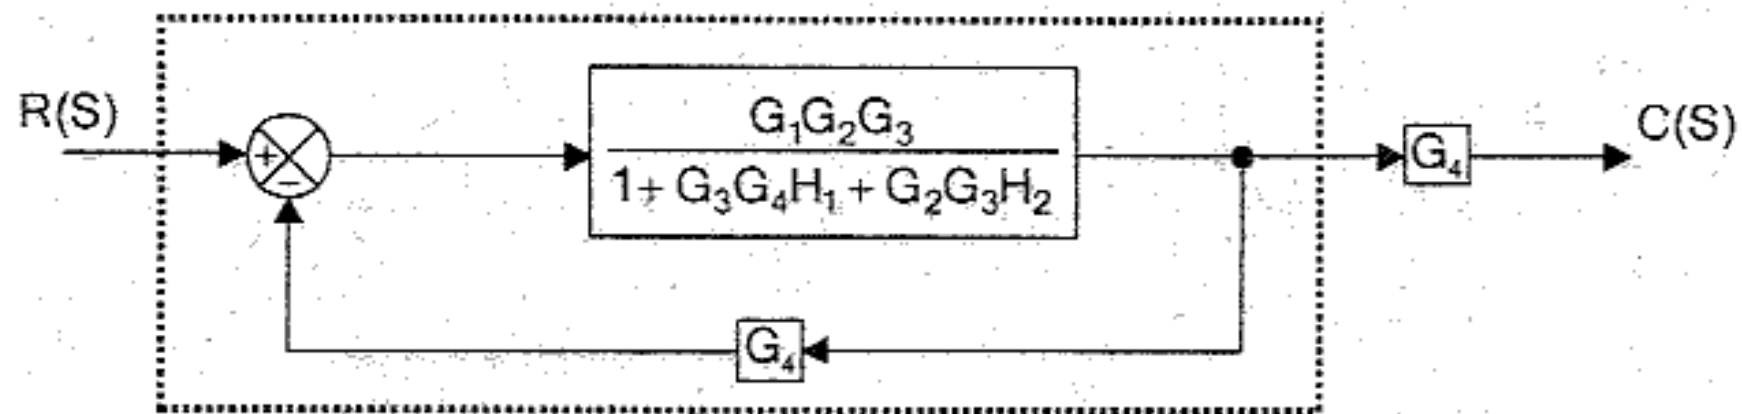 R(S)
+
−
G₁G₂G₃
1+ G₃G₄H₁ + G₂G₃H₂
G₄
C(S)
G₄